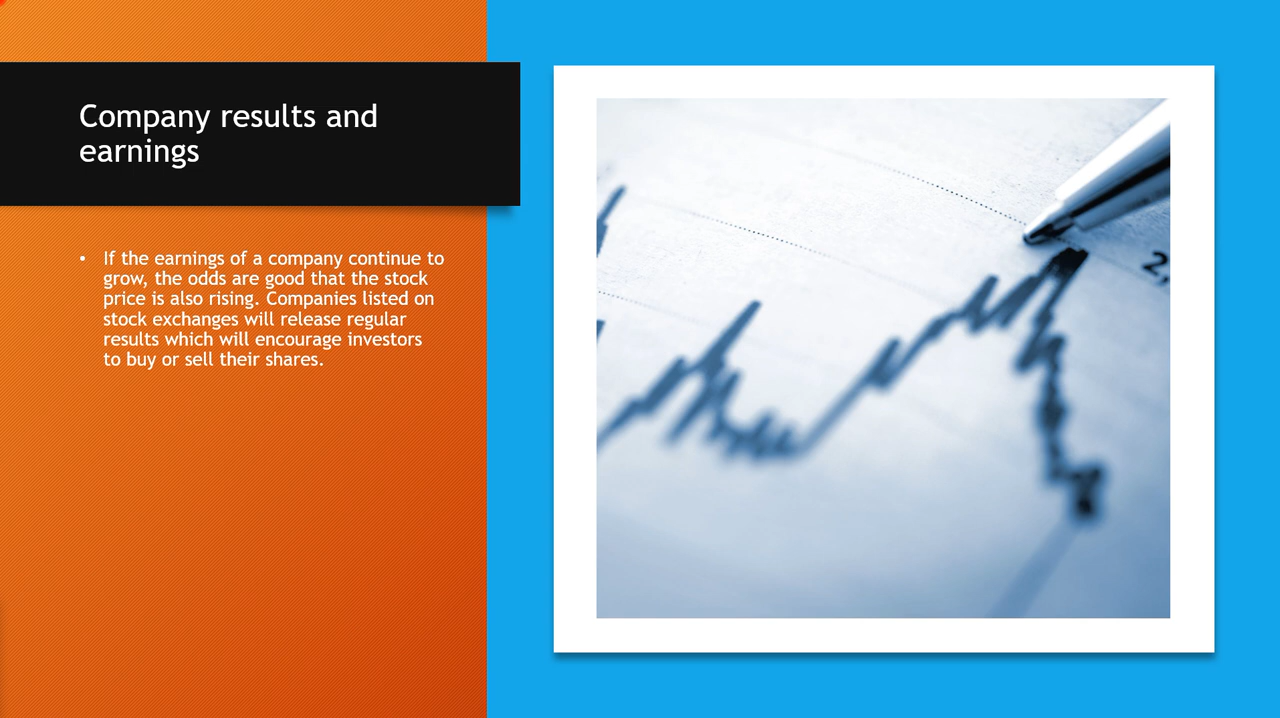 Company results and
earnings
• If the earnings of a company continue to
grow, the odds are good that the stock
price is also rising. Companies listed on
stock exchanges will release regular
results which will encourage investors
to buy or sell their shares.
2,